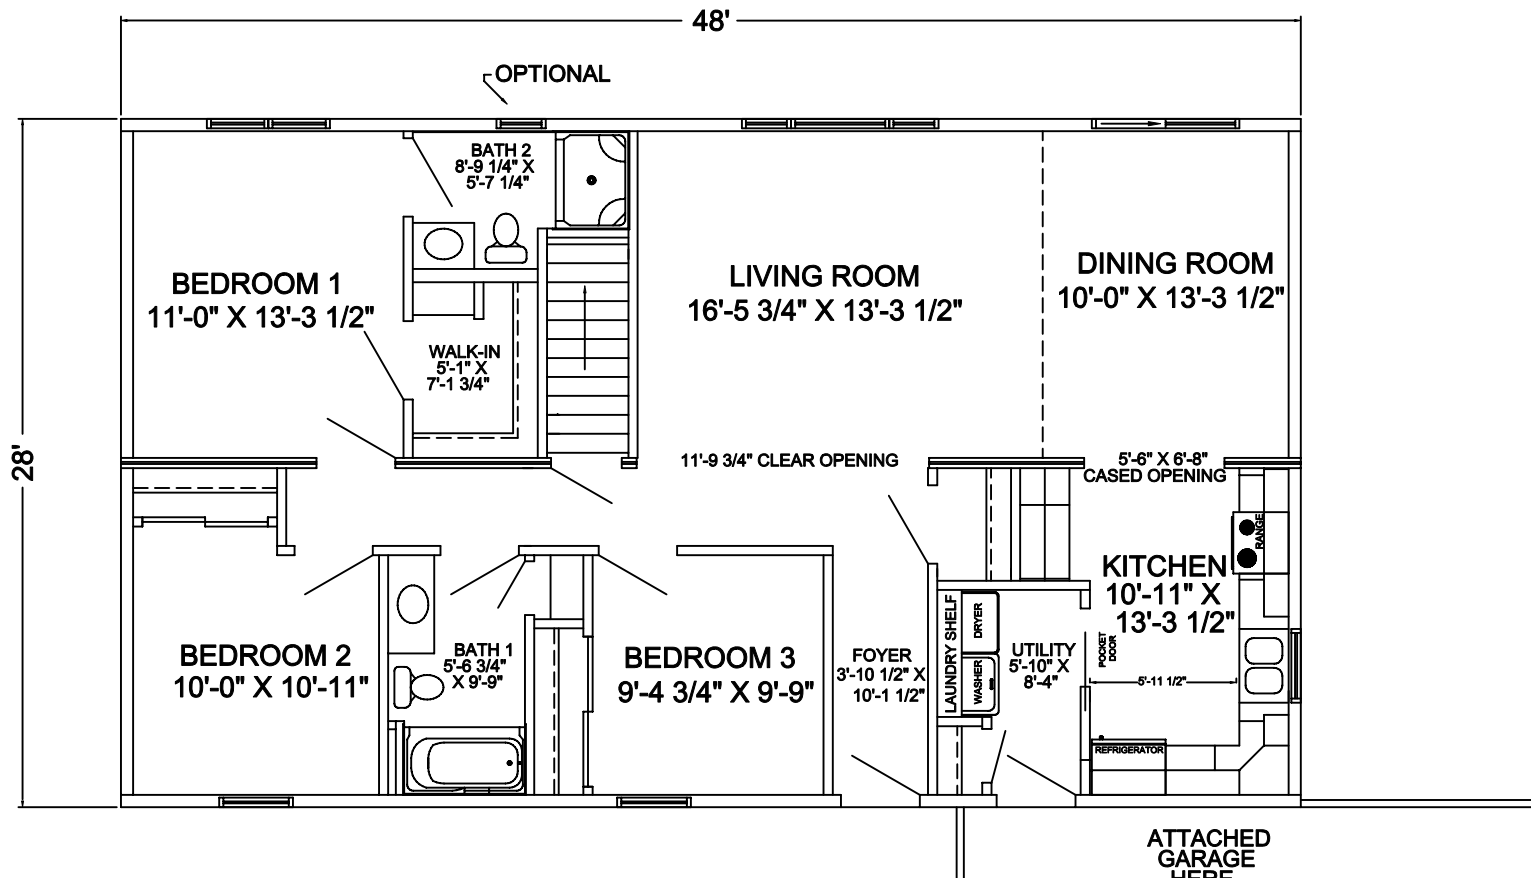 48'
OPTIONAL
BATH 2
8'-9 1/4" X
5'-7 1/4"
BEDROOM 1
11'-0" X 13'-3 1/2"
LIVING ROOM
16'-5 3/4" X 13'-3 1/2"
DINING ROOM
10'-0" X 13'-3 1/2"
WALK-IN
5'-1" X
7'-1 3/4"
28'
11'-9 3/4" CLEAR OPENING
5'-6" X 6'-8"
CASED OPENING
RANGE
KITCHEN
10'-11" X
13'-3 1/2"
BEDROOM 2
10'-0" X 10'-11"
BATH 1
5'-6 3/4"
X 9'-9"
BEDROOM 3
9'-4 3/4" X 9'-9"
FOYER
3'-10 1/2" X
10'-1 1/2"
LAUNDRY SHELF
DRYER
WASHER
UTILITY
5'-10" X
8'-4"
POCKET
DOOR
5'-11 1/2"
REFRIGERATOR
ATTACHED
GARAGE
HERE